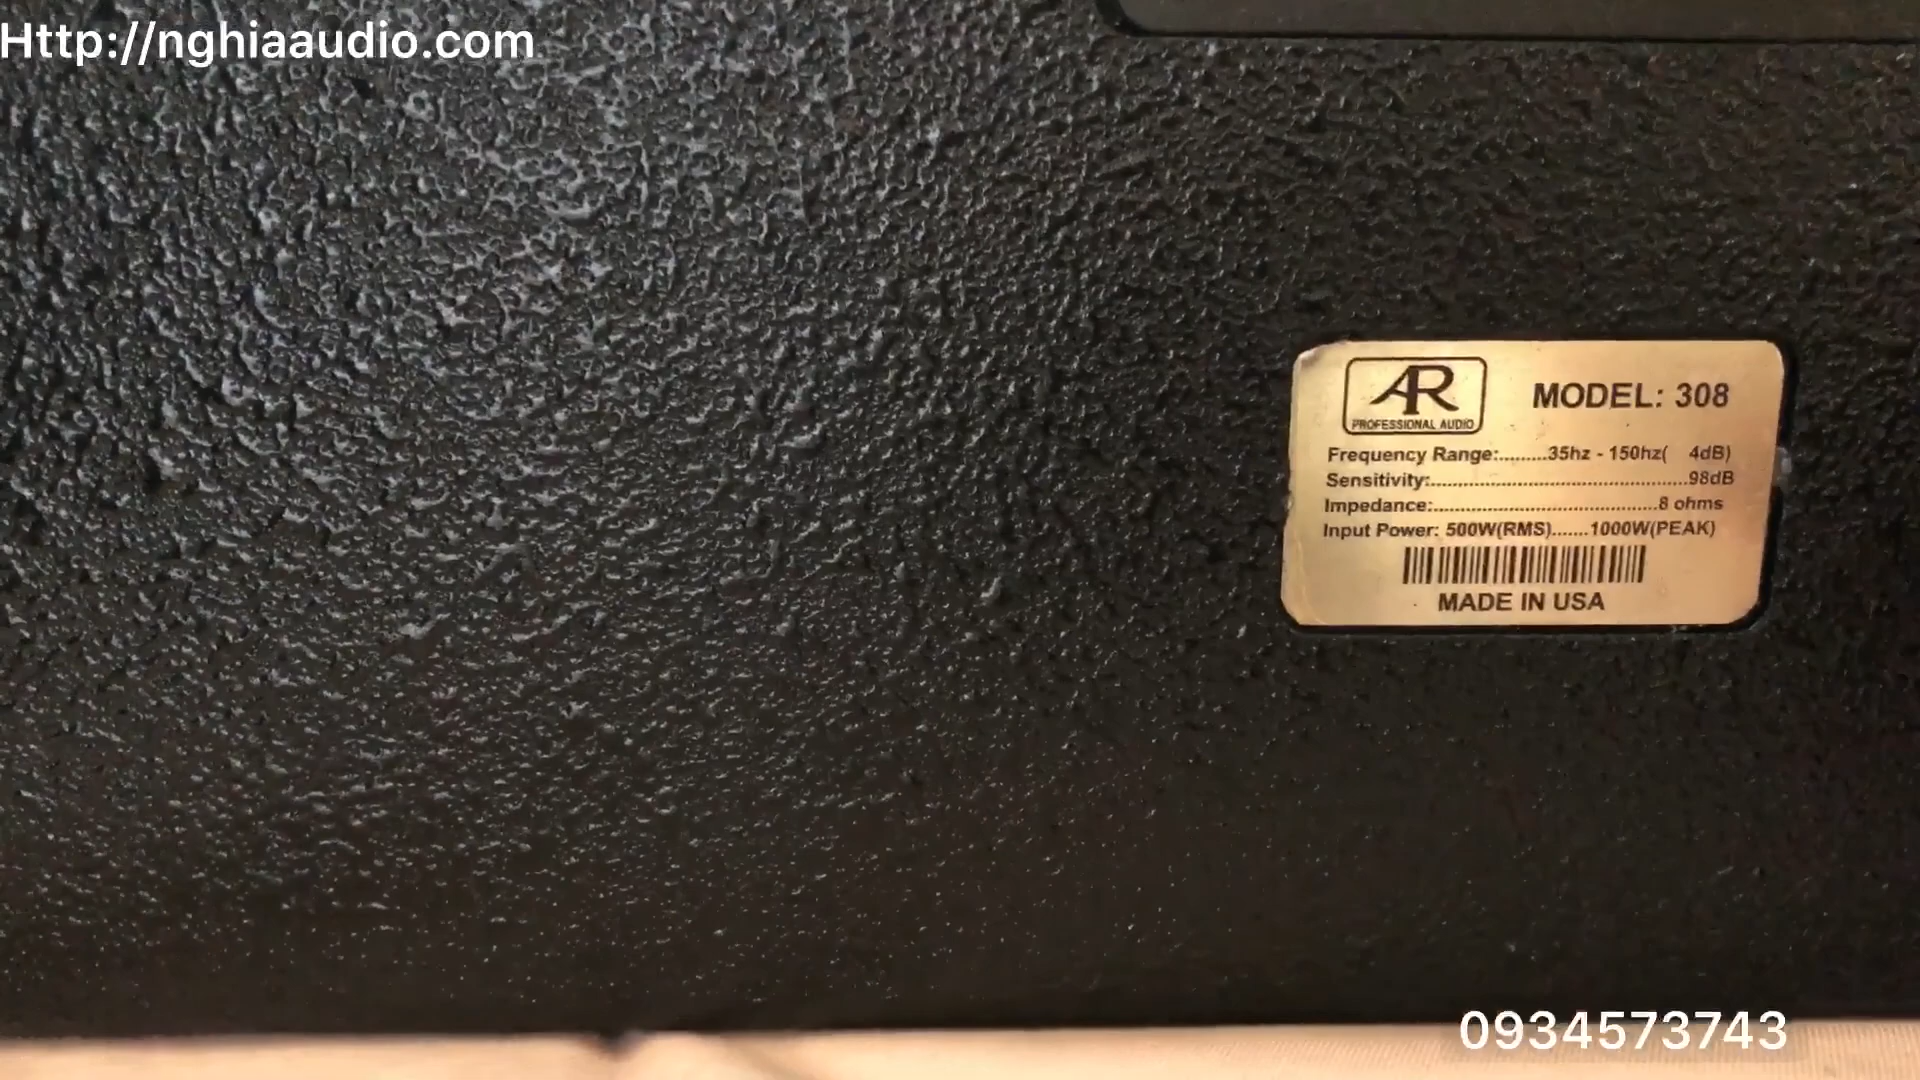 Http://nghiaaudio.com
AR
PROFESSIONAL AUDIO
MODEL: 308
Frequency Range:.........35hz - 150hz( 4dB)
Sensitivity:..............................................98dB
Impedance:........................................8 ohms
Input Power: 500W(RMS).......1000W(PEAK)
MADE IN USA
0934573743